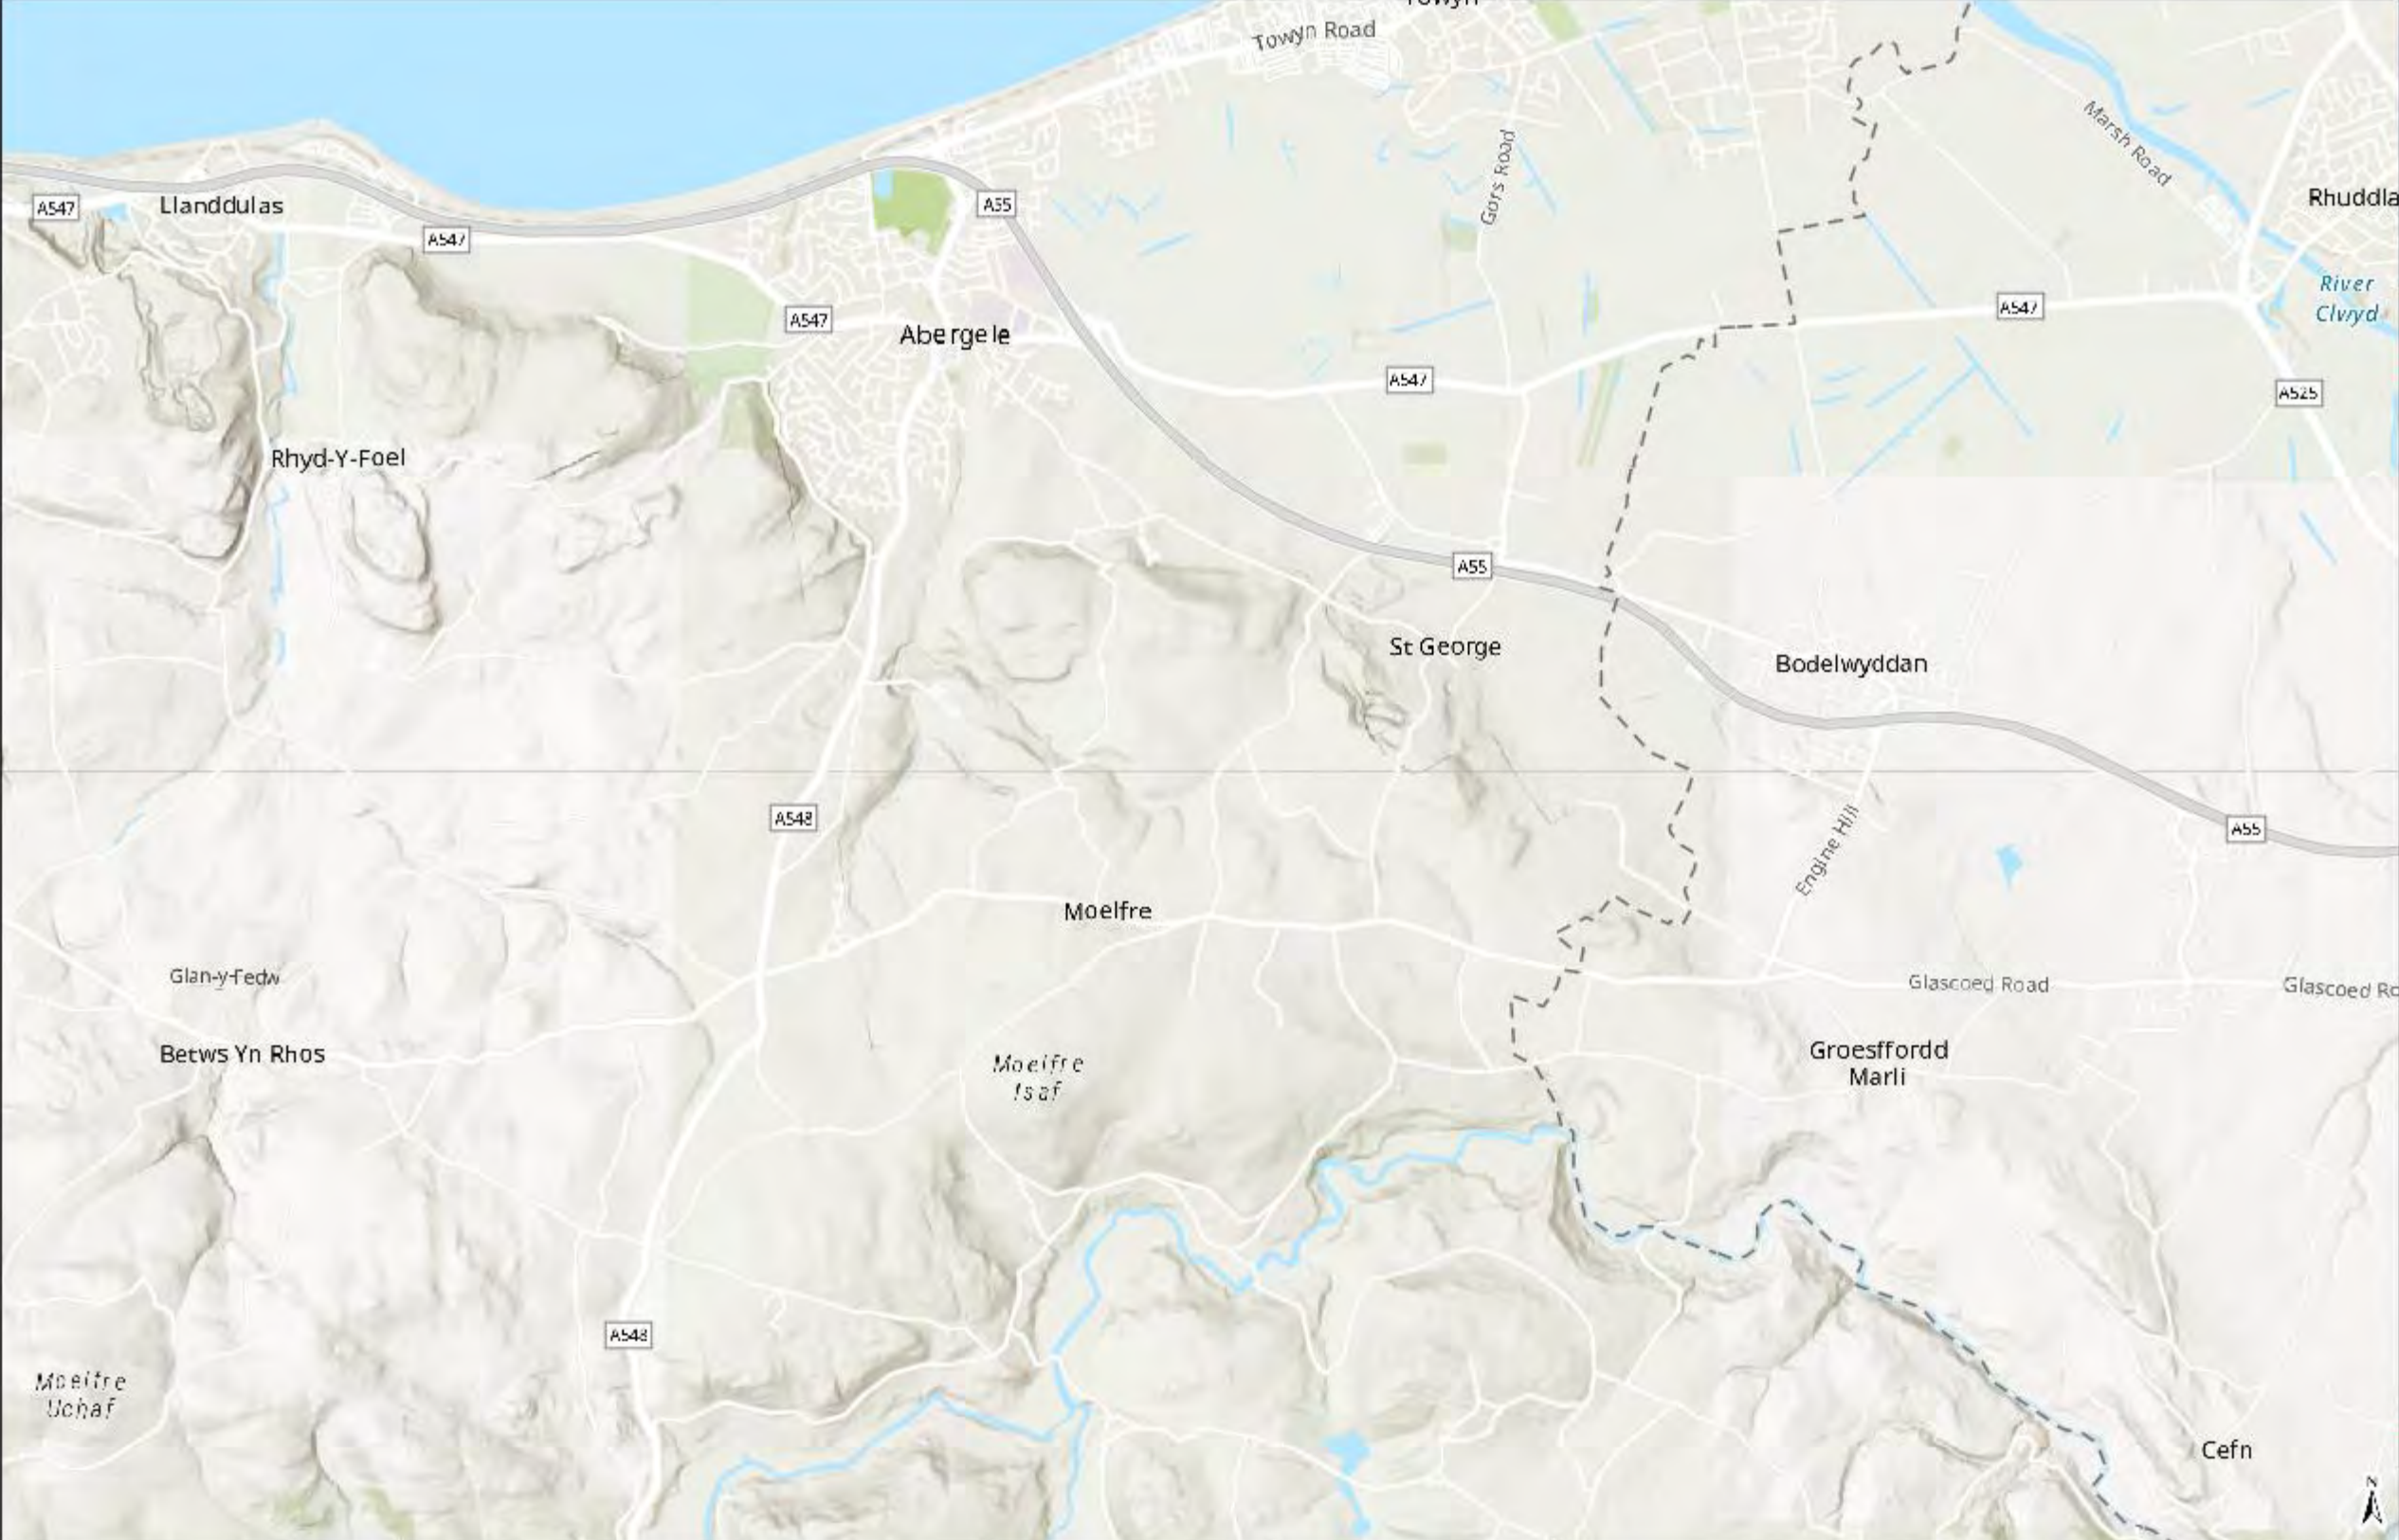 Towyn
Towyn Road
Marsh Road
Gors Road
A547
Llanddulas
A55
Rhuddla
A547
River
Clwyd
A547
A547
Abergele
A547
A525
Rhyd-Y-Foel
A55
St George
Bodelwyddan
A548
A55
Engine Hill
Moelfre
Glan-y-Fedw
Glascoed Road
Glascoed Ro
Betws Yn Rhos
Groesffordd
Marli
Moelfre
Isaf
A548
Moelfre
Uchaf
Cefn
N